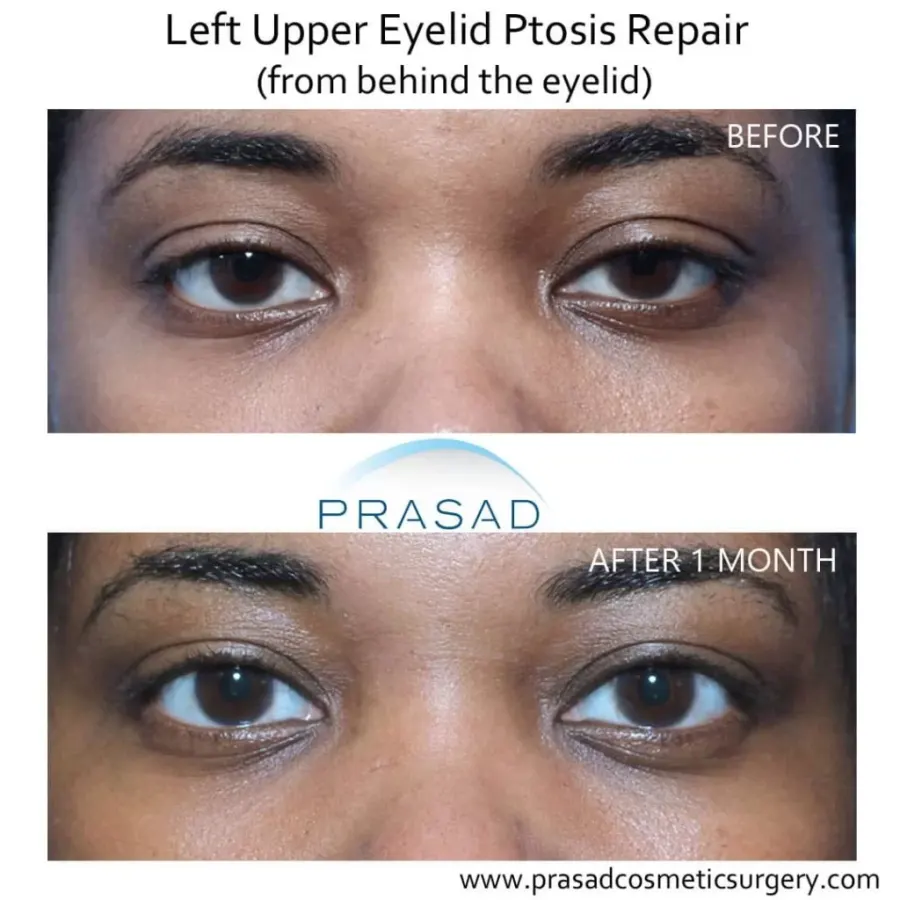 Left Upper Eyelid Ptosis Repair
(from behind the eyelid)
BEFORE
PRASAD
AFTER 1 MONTH
www.prasadcosmeticsurgery.com